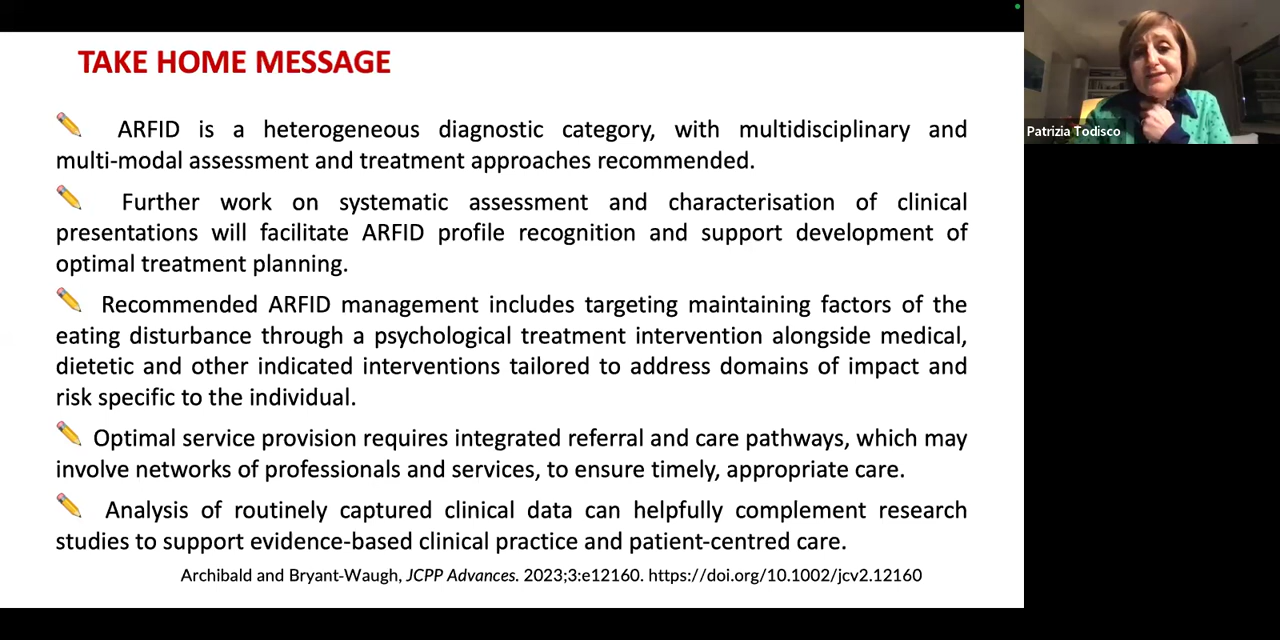 TAKE HOME MESSAGE
ARFID is a heterogeneous diagnostic category, with multidisciplinary and
multi-modal assessment and treatment approaches recommended.
Further work on systematic assessment and characterisation of clinical
presentations will facilitate ARFID profile recognition and support development of
optimal treatment planning.
Recommended ARFID management includes targeting maintaining factors of the
eating disturbance through a psychological treatment intervention alongside medical,
dietetic and other indicated interventions tailored to address domains of impact and
risk specific to the individual.
Optimal service provision requires integrated referral and care pathways, which may
involve networks of professionals and services, to ensure timely, appropriate care.
Analysis of routinely captured clinical data can helpfully complement research
studies to support evidence-based clinical practice and patient-centred care.
Archibald and Bryant-Waugh, JCPP Advances. 2023;3:e12160. https://doi.org/10.1002/jcv2.12160
Patrizia Todisco